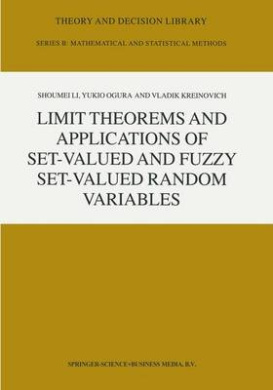 THEORY AND DECISION LIBRARY
SERIES B: MATHEMATICAL AND STATISTICAL METHODS
SHOUMEI LI, YUKIO OGURA AND VLADIK KREINOVICH
LIMIT THEOREMS AND
APPLICATIONS OF
SET-VALUED AND FUZZY
SET-VALUED RANDOM
VARIABLES
SPRINGER-SCIENCE+BUSINESS MEDIA, B.V.